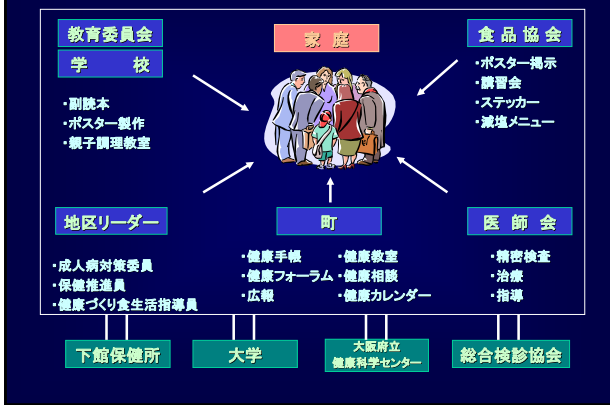 教育委員会
学　校
・副読本
・ポスター製作
・親子調理教室
家 庭
食 品 協 会
・ポスター掲示
・講習会
・ステッカー
・減塩メニュー
地区リーダー
・成人病対策委員
・保健推進員
・健康づくり食生活指導員
町
・健康手帳　・健康教室
・健康フォーラム　・健康相談
・広報　・健康カレンダー
医 師 会
・精密検査
・治療
・指導
下館保健所
大学
大阪府立
健康科学センター
総合検診協会